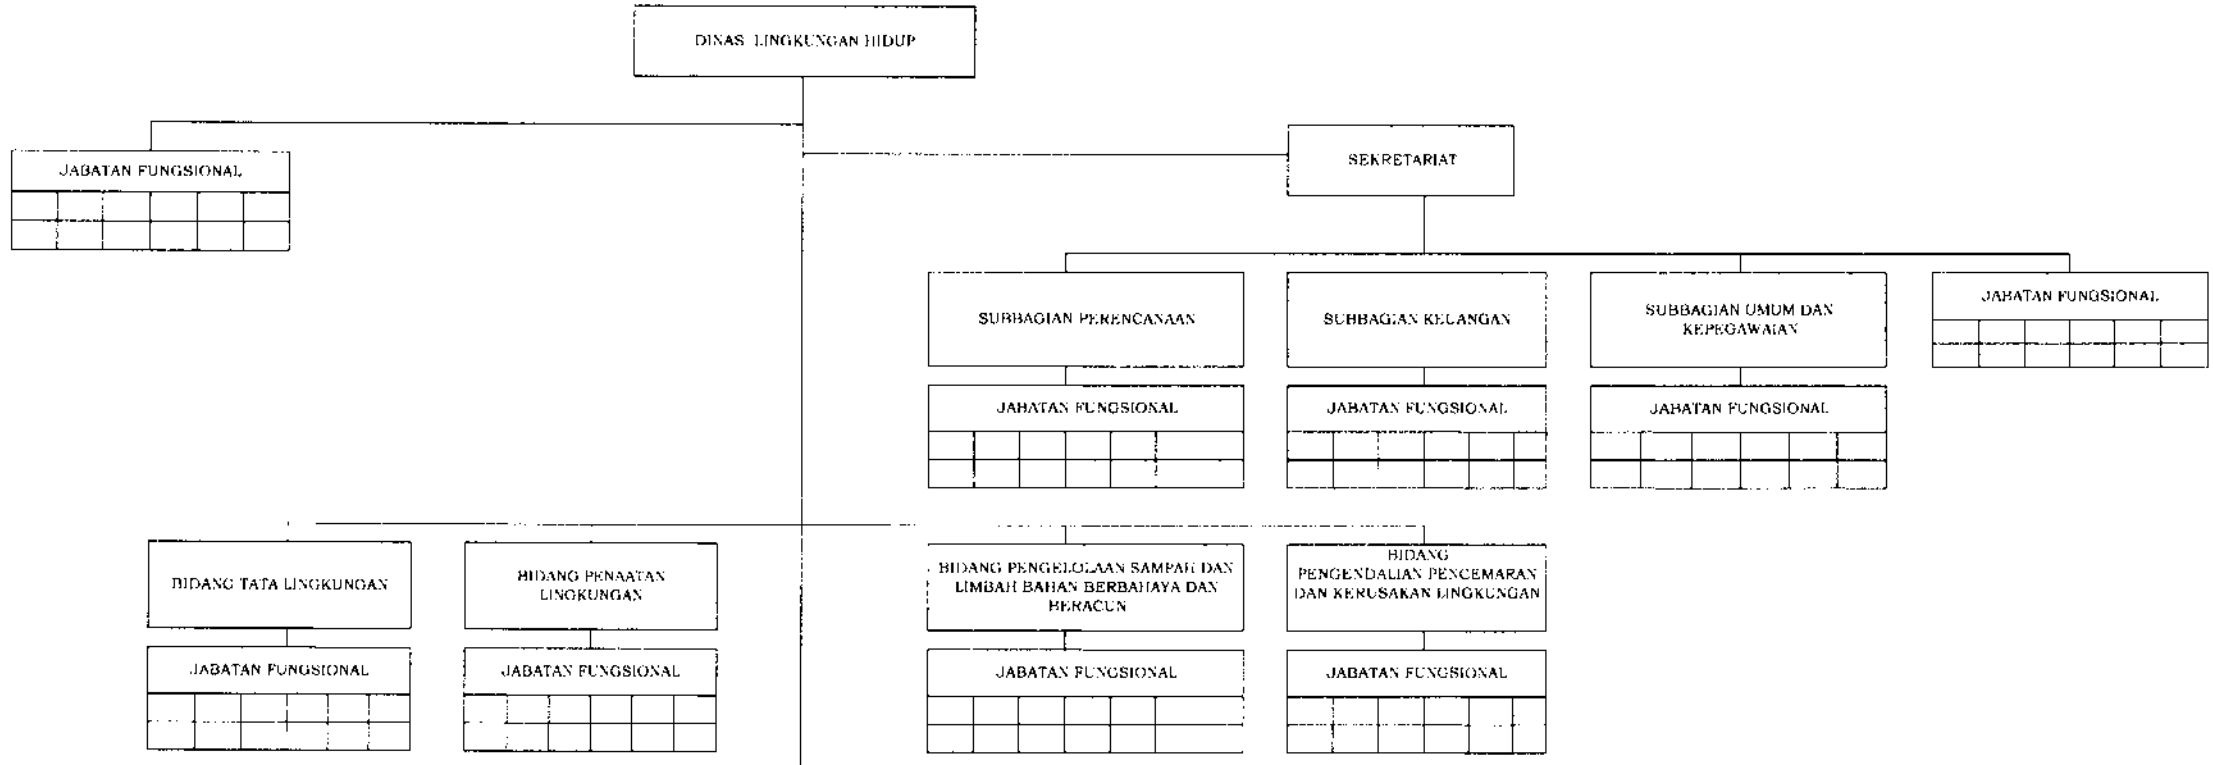 DINAS LINGKUNGAN HIDUP
JABATAN FUNGSIONAL
SEKRETARIAT
SUBBAGIAN PERENCANAAN
SUBBAGIAN KEUANGAN
SUBBAGIAN UMUM DAN
KEPEGAWAIAN
JABATAN FUNGSIONAL
JABATAN FUNGSIONAL
JABATAN FUNGSIONAL
JABATAN FUNGSIONAL
BIDANG TATA LINGKUNGAN
BIDANG PENAATAN
LINGKUNGAN
BIDANG PENGELOLAAN SAMPAH DAN
LIMBAH BAHAN BERBAHAYA DAN
BERACUN
BIDANG
PENGENDALIAN PENCEMARAN
DAN KERUSAKAN LINGKUNGAN
JABATAN FUNGSIONAL
JABATAN FUNGSIONAL
JABATAN FUNGSIONAL
JABATAN FUNGSIONAL